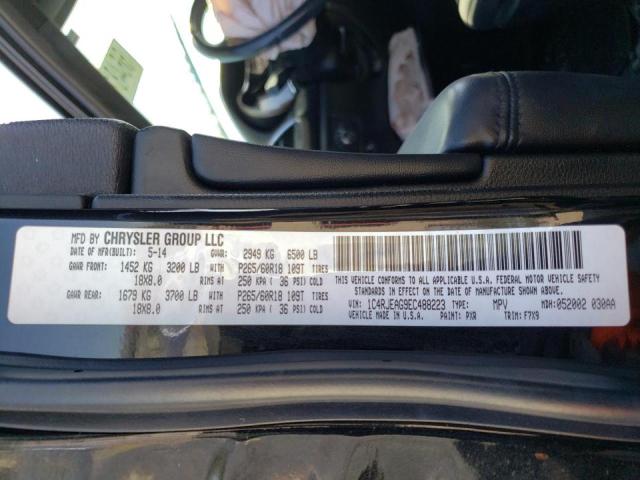 MFD BY CHRYSLER GROUP LLC
DATE OF MFR(BUILT): 5-14 GVWR: 2949 KG 6500 LB
GAWR FRONT: 1452 KG 3200 LB P265/60R18 109T TIRES
18X8.0 RIMS AT 250 KPA ( 36 PSI) COLD
GAWR REAR: 1679 KG 3700 LB P265/60R18 109T TIRES
18X8.0 RIMS AT 250 KPA ( 36 PSI) COLD
THIS VEHICLE CONFORMS TO ALL APPLICABLE U.S.A. FEDERAL MOTOR VEHICLE SAFETY
STANDARDS IN EFFECT ON THE DATE OF MANUFACTURE SHOWN ABOVE.
VIN: 1C4RJEAG9EC488223 TYPE: MPV MDH:052002 030AA
VEHICLE MADE IN U.S.A. PAINT: PXR TRIM: F7X9